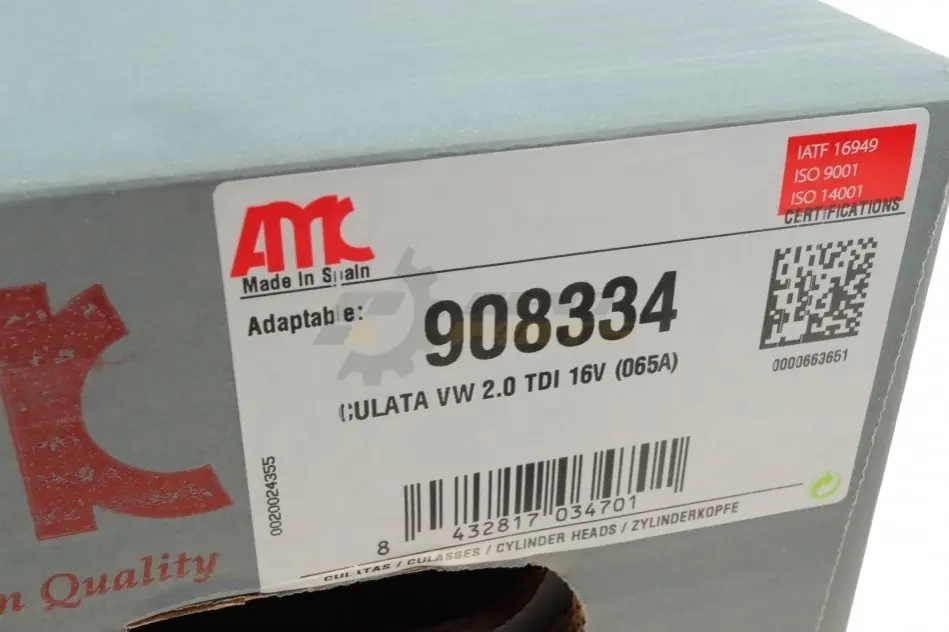 IATF 16949
ISO 9001
ISO 14001
CERTIFICATIONS
AMC
Made In Spain
Adaptable:
908334
0000663651
CULATA VW 2.0 TDI 16V (065A)
0020024355
8 432817 034701
CULATAS / CULASSES / CYLINDER HEADS / ZYLINDERKOPFE
Quality